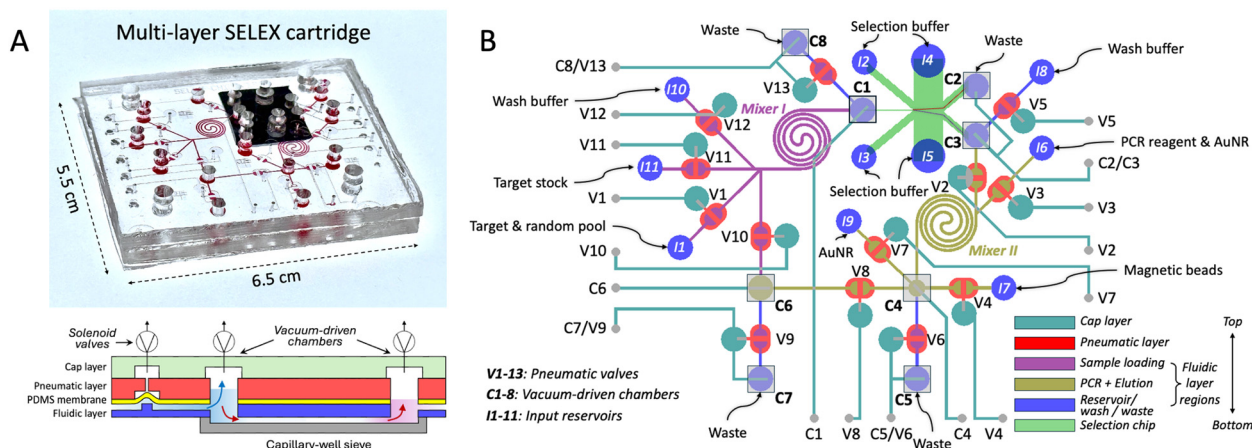 A
Multi-layer SELEX cartridge
5.5 cm
6.5 cm
Solenoid
valves
Vacuum-driven
chambers
Cap layer
Pneumatic layer
PDMS membrane
Fluidic layer
Capillary-well sieve
B
Waste
C8
Selection buffer
I2
I4
Waste
C8/V13
V13
C1
C2
I8
Wash buffer
Wash buffer
I10
Mixer I
V5
V12
V12
V5
V11
V11
I3
I5
C3
I6
PCR reagent & AuNR
Target stock
I11
Selection buffer
V2
C2/C3
V3
V1
V1
V3
Target & random pool
I1
V10
I9
Mixer II
V10
AuNR
V7
V2
Magnetic beads
C6
C6
V8
C4
V4
I7
V7
C7/V9
V9
V6
Cap layer
Top
Pneumatic layer
Sample loading
PCR + Elution
Reservoir/
wash / waste
Selection chip
Fluidic
layer
regions
Bottom
V1-13: Pneumatic valves
C1-8: Vacuum-driven chambers
I1-11: Input reservoirs
C7
C5
Waste
C1
V8
C5/V6
Waste
C4
V4